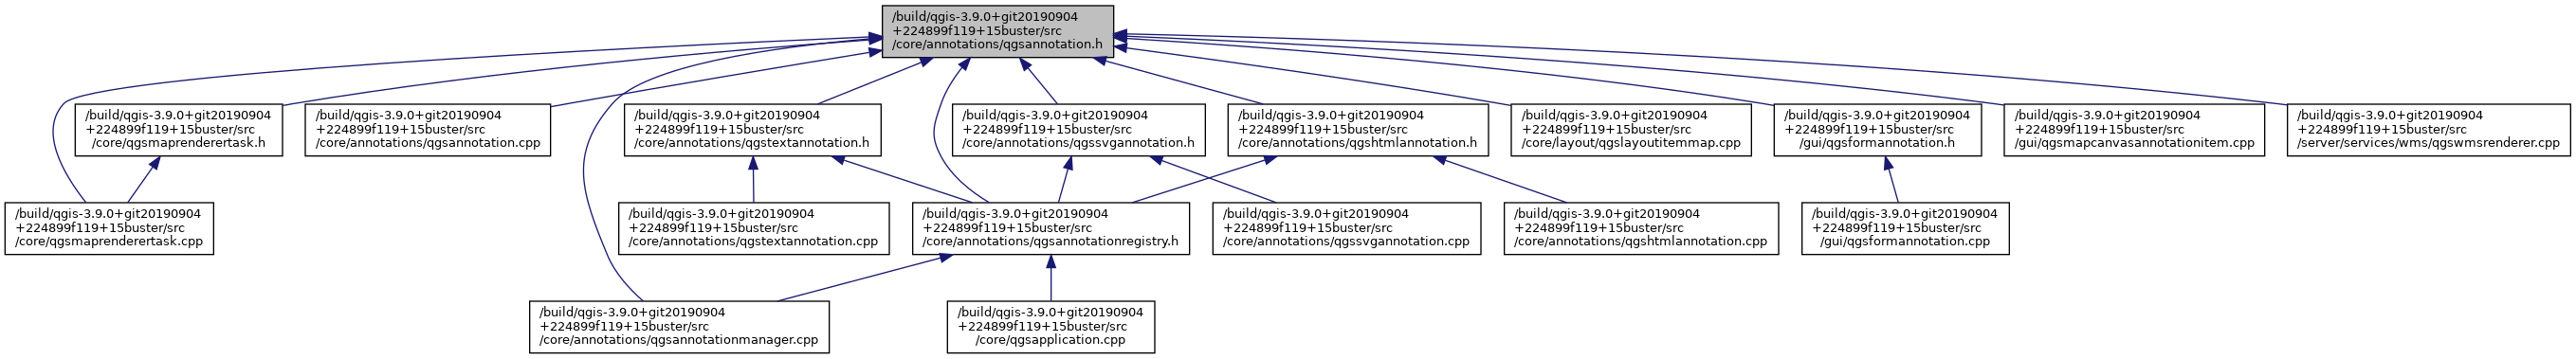 /build/qgis-3.9.0+git20190904
+224899f119+15buster/src
/core/annotations/qgsannotation.h
/build/qgis-3.9.0+git20190904
+224899f119+15buster/src
/core/qgsmaprenderertask.h
/build/qgis-3.9.0+git20190904
+224899f119+15buster/src
/core/annotations/qgsannotation.cpp
/build/qgis-3.9.0+git20190904
+224899f119+15buster/src
/core/annotations/qgstextannotation.h
/build/qgis-3.9.0+git20190904
+224899f119+15buster/src
/core/annotations/qgssvgannotation.h
/build/qgis-3.9.0+git20190904
+224899f119+15buster/src
/core/annotations/qgshtmlannotation.h
/build/qgis-3.9.0+git20190904
+224899f119+15buster/src
/core/layout/qgslayoutitemmap.cpp
/build/qgis-3.9.0+git20190904
+224899f119+15buster/src
/gui/qgsformannotation.h
/build/qgis-3.9.0+git20190904
+224899f119+15buster/src
/gui/qgsmapcanvasannotationitem.cpp
/build/qgis-3.9.0+git20190904
+224899f119+15buster/src
/server/services/wms/qgswmsrenderer.cpp
/build/qgis-3.9.0+git20190904
+224899f119+15buster/src
/core/qgsmaprenderertask.cpp
/build/qgis-3.9.0+git20190904
+224899f119+15buster/src
/core/annotations/qgstextannotation.cpp
/build/qgis-3.9.0+git20190904
+224899f119+15buster/src
/core/annotations/qgsannotationregistry.h
/build/qgis-3.9.0+git20190904
+224899f119+15buster/src
/core/annotations/qgssvgannotation.cpp
/build/qgis-3.9.0+git20190904
+224899f119+15buster/src
/core/annotations/qgshtmlannotation.cpp
/build/qgis-3.9.0+git20190904
+224899f119+15buster/src
/gui/qgsformannotation.cpp
/build/qgis-3.9.0+git20190904
+224899f119+15buster/src
/core/annotations/qgsannotationmanager.cpp
/build/qgis-3.9.0+git20190904
+224899f119+15buster/src
/core/qgsapplication.cpp